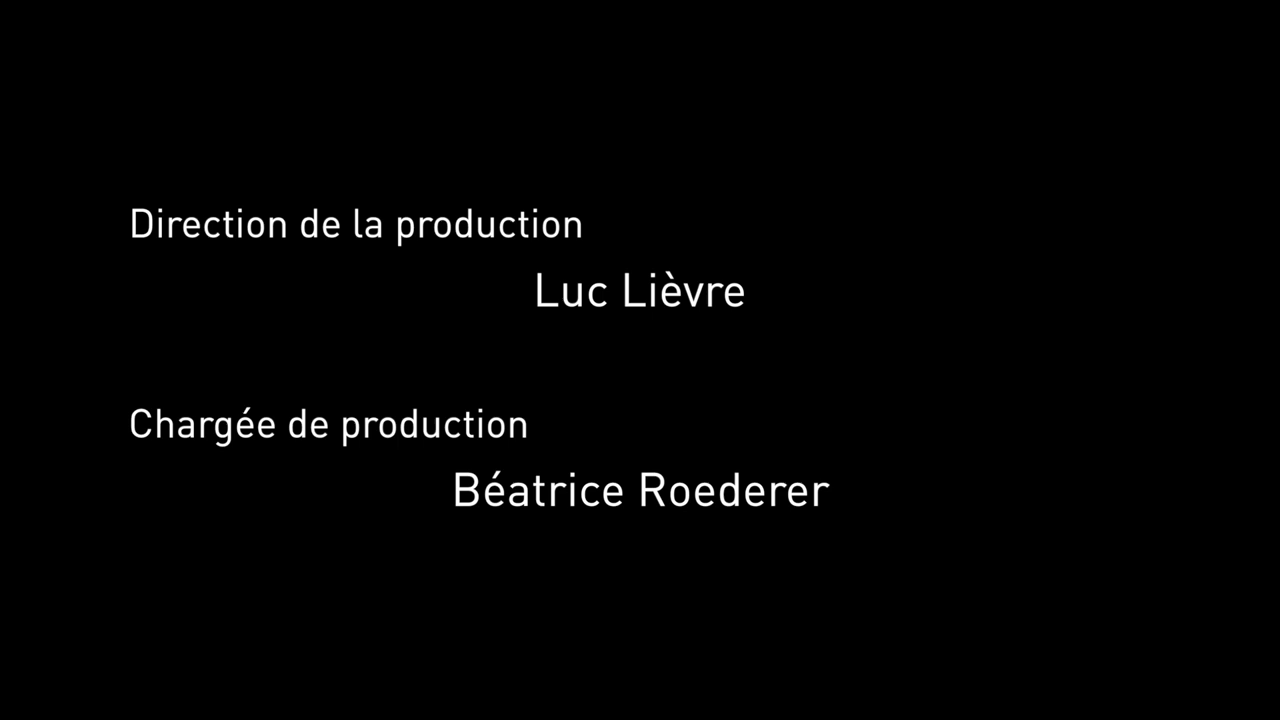 Direction de la production
Luc Lièvre
Chargée de production
Béatrice Roederer